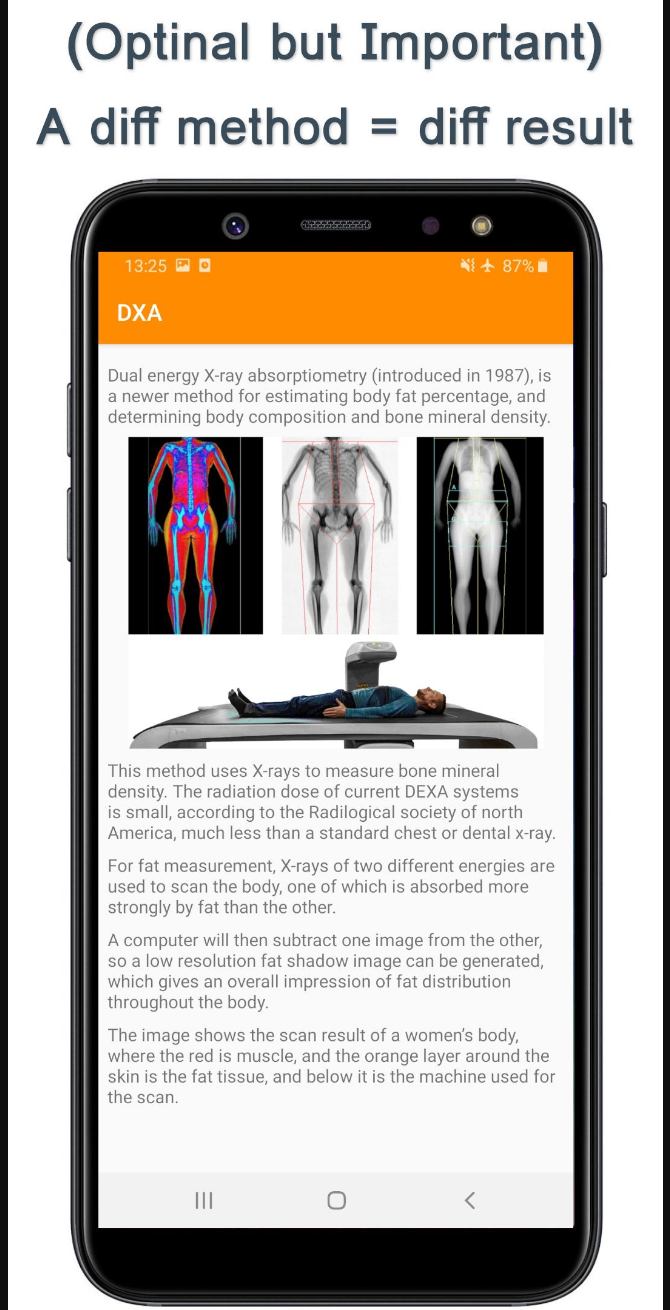 (Optinal but Important)
A diff method = diff result
13:25
87%
DXA
Dual energy X-ray absorptiometry (introduced in 1987), is
a newer method for estimating body fat percentage, and
determining body composition and bone mineral density.
This method uses X-rays to measure bone mineral
density. The radiation dose of current DEXA systems
is small, according to the Radilogical society of north
America, much less than a standard chest or dental x-ray.
For fat measurement, X-rays of two different energies are
used to scan the body, one of which is absorbed more
strongly by fat than the other.
A computer will then subtract one image from the other,
so a low resolution fat shadow image can be generated,
which gives an overall impression of fat distribution
throughout the body.
The image shows the scan result of a women's body,
where the red is muscle, and the orange layer around the
skin is the fat tissue, and below it is the machine used for
the scan.